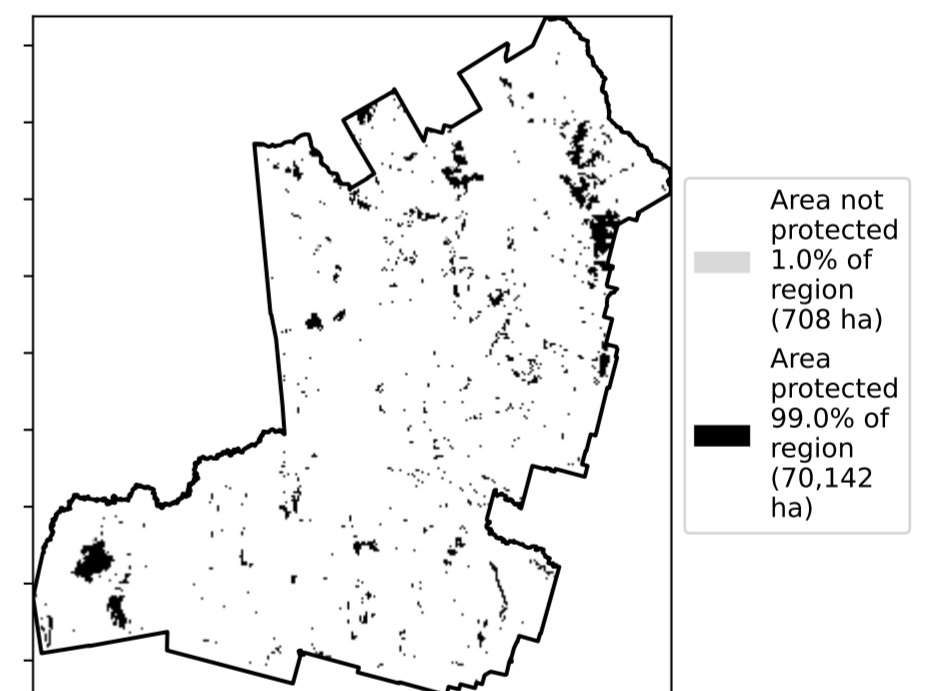 Area not
protected
1.0% of
region
(708 ha)
Area
protected
99.0% of
region
(70,142
ha)